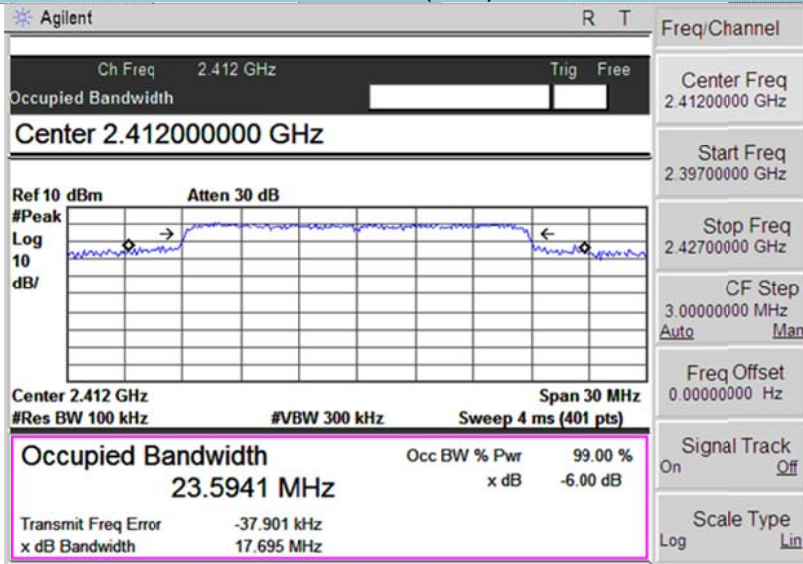 Agilent R T
Ch Freq 2.412 GHz Trig Free
Occupied Bandwidth
Center 2.412000000 GHz
Ref 10 dBm Atten 30 dB
#Peak
Log
10
dB/
Center 2.412 GHz Span 30 MHz
#Res BW 100 kHz #VBW 300 kHz Sweep 4 ms (401 pts)
Occupied Bandwidth Occ BW % Pwr 99.00 %
23.5941 MHz x dB -6.00 dB
Transmit Freq Error -37.901 kHz
x dB Bandwidth 17.695 MHz
Freq/Channel
Center Freq
2.41200000 GHz
Start Freq
2.39700000 GHz
Stop Freq
2.42700000 GHz
CF Step
3.00000000 MHz
Auto Man
Freq Offset
0.00000000 Hz
Signal Track
On Off
Scale Type
Log Lin